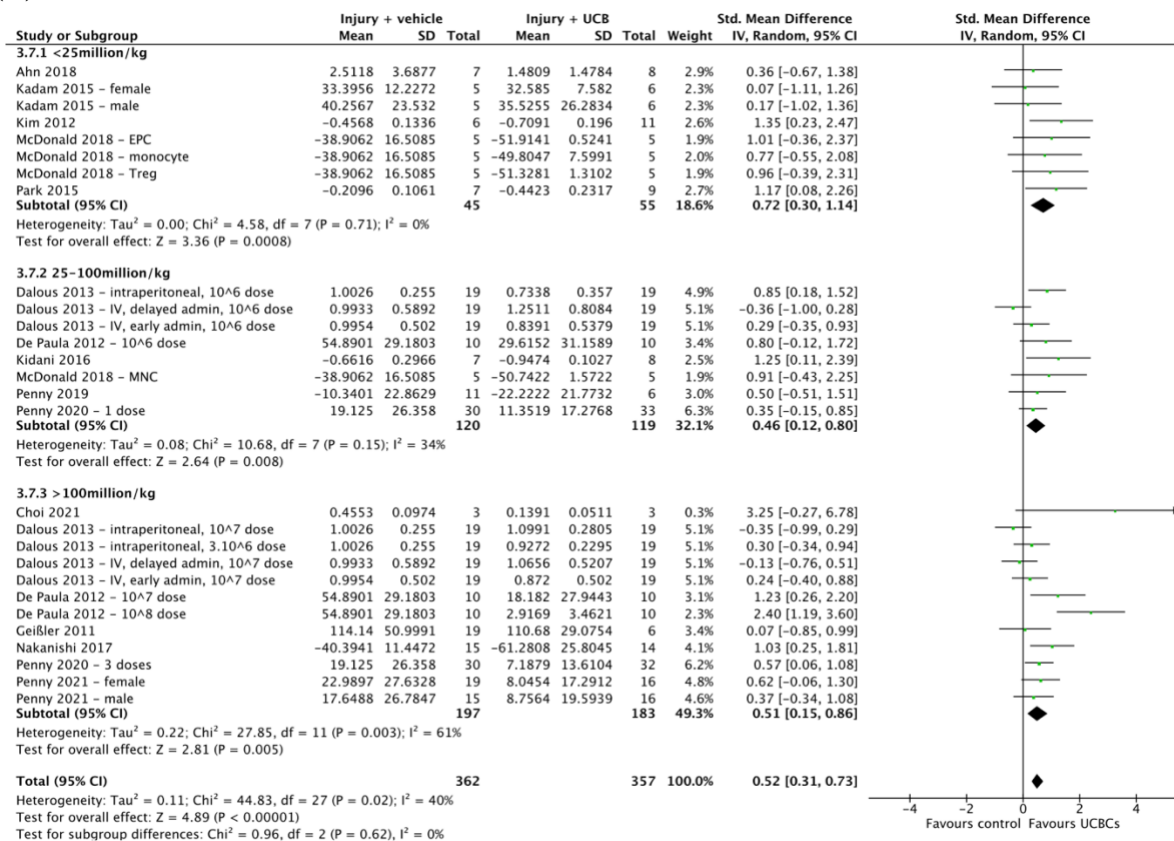 Injury + vehicle Injury + UCB Std. Mean Difference Std. Mean Difference
Study or Subgroup Mean SD Total Mean SD Total Weight IV, Random, 95% CI IV, Random, 95% CI
3.7.1 <25million/kg
Ahn 2018 2.5118 3.6877 7 1.4809 1.4784 8 2.9% 0.36 [-0.67, 1.38]
Kadam 2015 - female 33.3956 12.2272 5 32.585 7.582 6 2.3% 0.07 [-1.11, 1.26]
Kadam 2015 - male 40.2567 23.532 5 35.5255 26.2834 6 2.3% 0.17 [-1.02, 1.36]
Kim 2012 -0.4568 0.1336 6 -0.7091 0.196 11 2.6% 1.35 [0.23, 2.47]
McDonald 2018 - EPC -38.9062 16.5085 5 -51.9141 0.5241 5 1.9% 1.01 [-0.36, 2.37]
McDonald 2018 - monocyte -38.9062 16.5085 5 -49.8047 7.5991 5 2.0% 0.77 [-0.55, 2.08]
McDonald 2018 - Treg -38.9062 16.5085 5 -51.3281 1.3102 5 1.9% 0.96 [-0.39, 2.31]
Park 2015 -0.2096 0.1061 7 -0.4423 0.2317 9 2.7% 1.17 [0.08, 2.26]
Subtotal (95% CI) 45 55 18.6% 0.72 [0.30, 1.14]
Heterogeneity: Tau² = 0.00; Chi² = 4.58, df = 7 (P = 0.71); I² = 0%
Test for overall effect: Z = 3.36 (P = 0.0008)
3.7.2 25-100million/kg
Dalous 2013 - intraperitoneal, 10^6 dose 1.0026 0.255 19 0.7338 0.357 19 4.9% 0.85 [0.18, 1.52]
Dalous 2013 - IV, delayed admin, 10^6 dose 0.9933 0.5892 19 1.2511 0.8084 19 5.1% -0.36 [-1.00, 0.28]
Dalous 2013 - IV, early admin, 10^6 dose 0.9954 0.502 19 0.8391 0.5379 19 5.1% 0.29 [-0.35, 0.93]
De Paula 2012 - 10^6 dose 54.8901 29.1803 10 29.6152 31.1589 10 3.4% 0.80 [-0.12, 1.72]
Kidani 2016 -0.6616 0.2966 7 -0.9474 0.1027 8 2.5% 1.25 [0.11, 2.39]
McDonald 2018 - MNC -38.9062 16.5085 5 -50.7422 1.5722 5 1.9% 0.91 [-0.43, 2.25]
Penny 2019 -10.3401 22.8629 11 -22.2222 21.7732 6 3.0% 0.50 [-0.51, 1.51]
Penny 2020 - 1 dose 19.125 26.358 30 11.3519 17.2768 33 6.3% 0.35 [-0.15, 0.85]
Subtotal (95% CI) 120 119 32.1% 0.46 [0.12, 0.80]
Heterogeneity: Tau² = 0.08; Chi² = 10.68, df = 7 (P = 0.15); I² = 34%
Test for overall effect: Z = 2.64 (P = 0.008)
3.7.3 >100million/kg
Choi 2021 0.4553 0.0974 3 0.1391 0.0511 3 0.3% 3.25 [-0.27, 6.78]
Dalous 2013 - intraperitoneal, 10^7 dose 1.0026 0.255 19 1.0991 0.2805 19 5.1% -0.35 [-0.99, 0.29]
Dalous 2013 - intraperitoneal, 3.10^6 dose 1.0026 0.255 19 0.9272 0.2295 19 5.1% 0.30 [-0.34, 0.94]
Dalous 2013 - IV, delayed admin, 10^7 dose 0.9933 0.5892 19 1.0656 0.5207 19 5.1% -0.13 [-0.76, 0.51]
Dalous 2013 - IV, early admin, 10^7 dose 0.9954 0.502 19 0.872 0.502 19 5.1% 0.24 [-0.40, 0.88]
De Paula 2012 - 10^7 dose 54.8901 29.1803 10 18.182 27.9443 10 3.1% 1.23 [0.26, 2.20]
De Paula 2012 - 10^8 dose 54.8901 29.1803 10 2.9169 3.4621 10 2.4% 2.40 [1.19, 3.60]
Geißler 2011 114.14 50.9991 19 110.68 29.0754 6 3.4% 0.07 [-0.85, 0.99]
Nakanishi 2017 -40.3941 11.4472 15 -61.2808 25.8045 14 4.1% 1.03 [0.25, 1.81]
Penny 2020 - 3 doses 19.125 26.358 30 7.1879 13.6104 32 6.2% 0.57 [0.06, 1.08]
Penny 2021 - female 22.9897 27.6328 19 8.0454 17.2912 16 4.8% 0.62 [-0.06, 1.30]
Penny 2021 - male 17.6488 26.7847 15 8.7564 19.5939 16 4.6% 0.37 [-0.34, 1.08]
Subtotal (95% CI) 197 183 49.3% 0.51 [0.15, 0.86]
Heterogeneity: Tau² = 0.22; Chi² = 27.85, df = 11 (P = 0.003); I² = 61%
Test for overall effect: Z = 2.81 (P = 0.005)
Total (95% CI) 362 357 100.0% 0.52 [0.31, 0.73]
Heterogeneity: Tau² = 0.11; Chi² = 44.83, df = 27 (P = 0.02); I² = 40%
Test for overall effect: Z = 4.89 (P < 0.00001)
Test for subgroup differences: Chi² = 0.96, df = 2 (P = 0.62), I² = 0%
-4 -2 0 2 4
Favours control Favours UCBCs